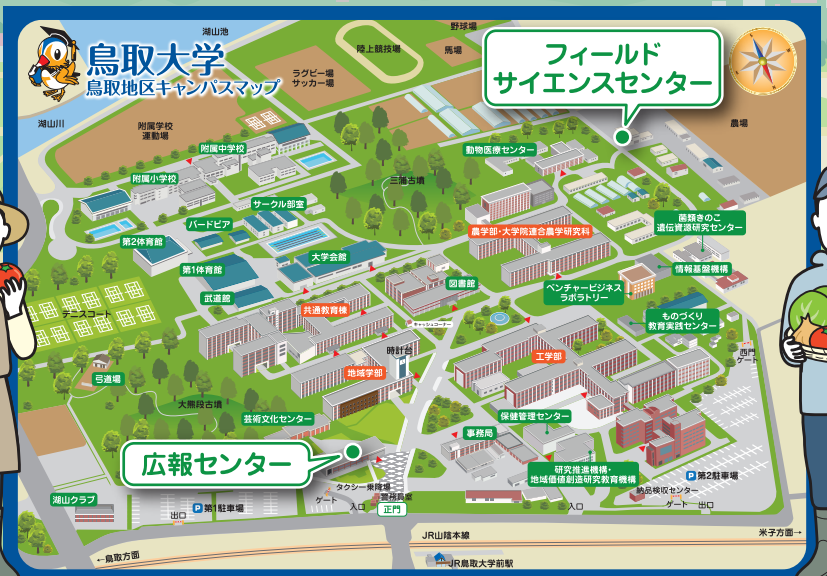 鳥取大学
鳥取地区キャンパスマップ
湖山池
野球場
陸上競技場
馬場
ラグビー場
サッカー場
フィールド
サイエンスセンター
湖山川
附属学校
運動場
農場
附属中学校
動物医療センター
附属小学校
三浦古墳
サークル部室
バードピア
菌類きのこ
遺伝資源研究センター
農学部・大学院連合農学研究科
第2体育館
大学会館
第1体育館
情報基盤機構
図書館
ベンチャービジネス
ラボラトリー
武道館
共通教育棟
テニスコート
キャッシュコーナー
ものづくり
教育実践センター
時計台
工学部
西門
ゲート
地域学部
弓道場
大熊段古墳
芸術文化センター
保健管理センター
事務局
広報センター
研究推進機構・
地域価値創造研究教育機構
P第2駐車場
タクシー乗降場
納品検収センター
湖山クラブ
ゲート
警務員室
入口
正門
入口
ゲート
出口
P第1駐車場
出口
JR山陰本線
米子方面→
←鳥取方面
JR鳥取大学前駅